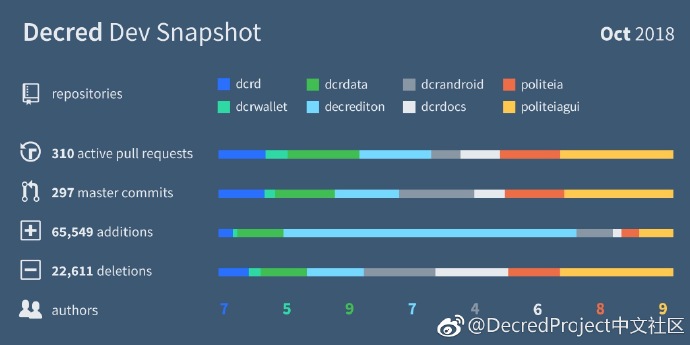 Decred Dev Snapshot
Oct 2018
repositories
dcrd
dcrdata
dcrandroid
politeia
dcrwallet
decrediton
dcrdocs
politeiagui
310 active pull requests
297 master commits
65,549 additions
22,611 deletions
authors 7 5 9 7 4 6 8 9
@DecredProject中文社区